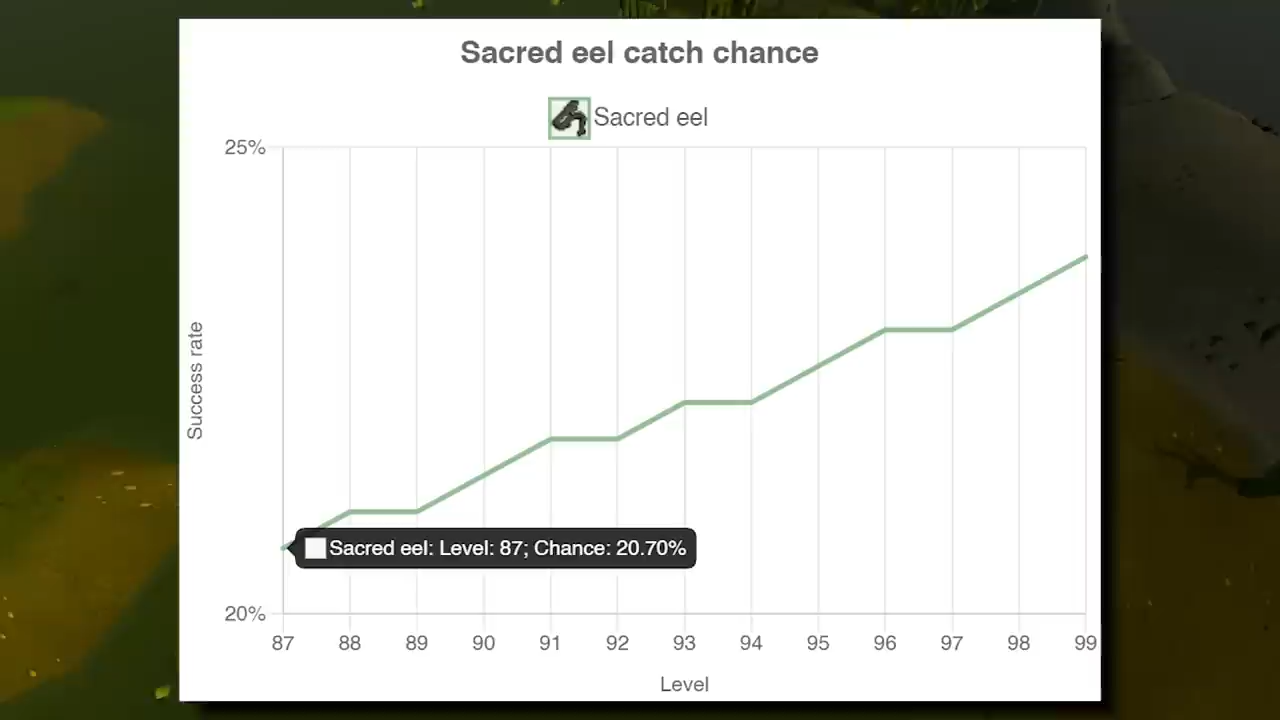 Sacred eel catch chance
Sacred eel
25%
Success rate
Sacred eel: Level: 87; Chance: 20.70%
20%
87 88 89 90 91 92 93 94 95 96 97 98 99
Level